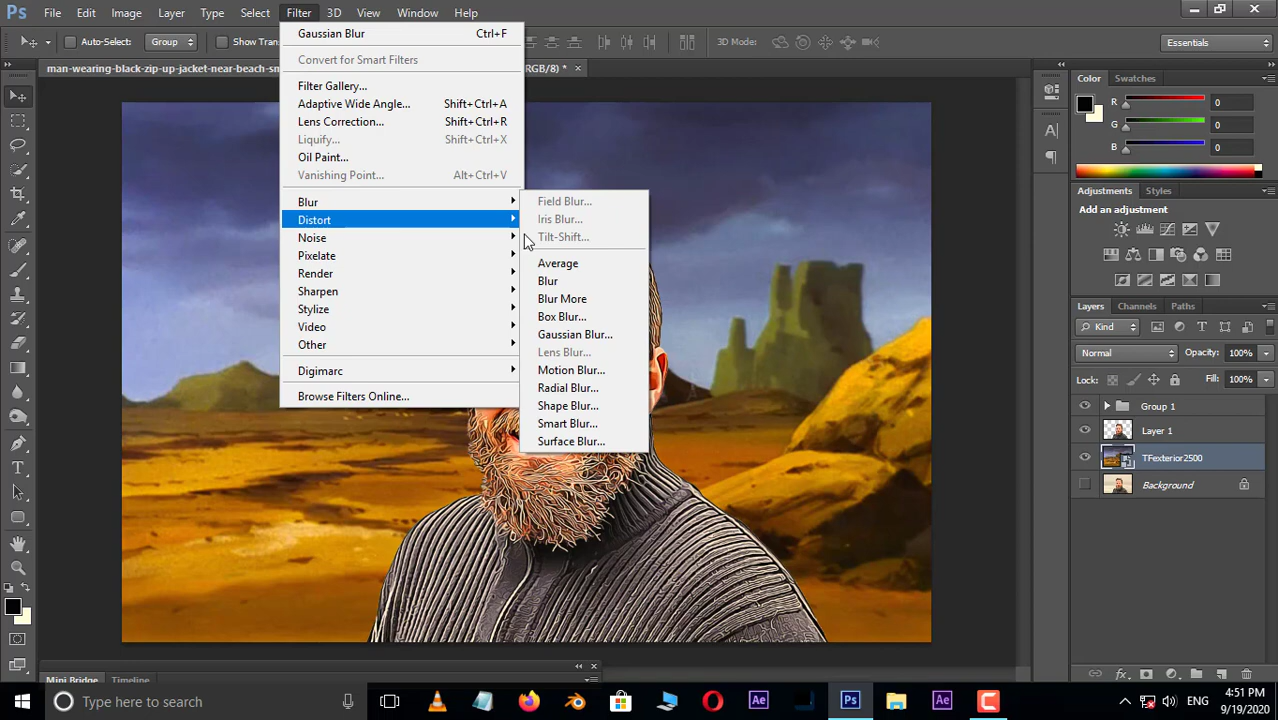 Ps File Edit Image Layer Type Select Filter 3D View Window Help
Auto-Select: Group Show Tran 3D Mode: Essentials
man-wearing-black-zip-up-jacket-near-beach-sm RGB/8) * ×
Gaussian Blur Ctrl+F
Convert for Smart Filters
Filter Gallery...
Adaptive Wide Angle... Shift+Ctrl+A
Lens Correction... Shift+Ctrl+R
Liquify... Shift+Ctrl+X
Oil Paint...
Vanishing Point... Alt+Ctrl+V
Blur
Distort
Noise
Pixelate
Render
Sharpen
Stylize
Video
Other
Digimarc
Browse Filters Online...
Field Blur...
Iris Blur...
Tilt-Shift...
Average
Blur
Blur More
Box Blur...
Gaussian Blur...
Lens Blur...
Motion Blur...
Radial Blur...
Shape Blur...
Smart Blur...
Surface Blur...
Color Swatches
R 0
G 0
B 0
Adjustments Styles
Layers Channels Paths
Kind
Normal Opacity: 100%
Lock: Fill: 100%
Group 1
Layer 1
TFexterior2500
Background
Mini Bridge Timeline
Type here to search
Ae Ps Ae
ENG
4:51 PM
9/19/2020